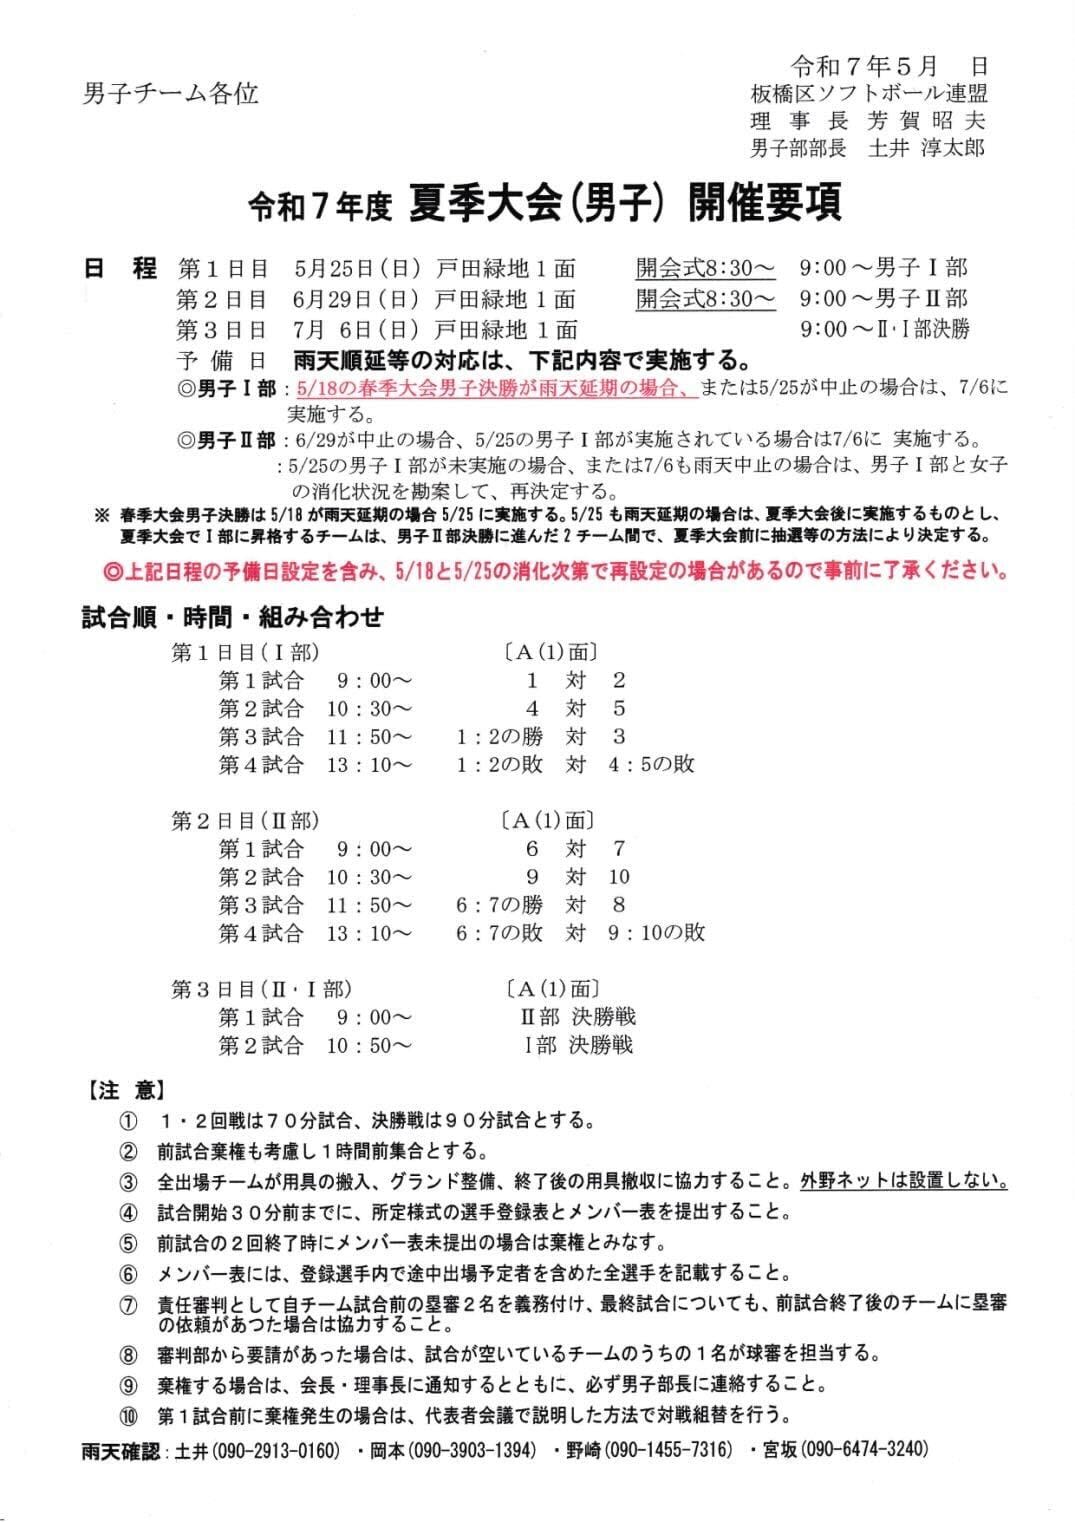 令和７年５月　日
男子チーム各位
板橋区ソフトボール連盟
理　事　長　芳　賀　昭　夫
男子部部長　土井　淳太郎
令和７年度 夏季大会（男子） 開催要項
日　程　第１日目　5月25日（日）戸田緑地１面　開会式8:30～　9:00～男子Ⅰ部
第２日目　6月29日（日）戸田緑地１面　開会式8:30～　9:00～男子Ⅱ部
第３日日　7月 6日（日）戸田緑地１面　9:00～Ⅱ・Ⅰ部決勝
予　備　日　雨天順延等の対応は、下記内容で実施する。
◎男子Ⅰ部：5/18の春季大会男子決勝が雨天延期の場合、または5/25が中止の場合は、7/6に
実施する。
◎男子Ⅱ部：6/29が中止の場合、5/25の男子Ⅰ部が実施されている場合は7/6に 実施する。
：5/25の男子Ⅰ部が未実施の場合、または7/6も雨天中止の場合は、男子Ⅰ部と女子
の消化状況を勘案して、再決定する。
※ 春季大会男子決勝は 5/18 が雨天延期の場合 5/25 に実施する。5/25 も雨天延期の場合は、夏季大会後に実施するものとし、
夏季大会でⅠ部に昇格するチームは、男子Ⅱ部決勝に進んだ２チーム間で、夏季大会前に抽選等の方法により決定する。
◎上記日程の予備日設定を含み、5/18と5/25の消化次第で再設定の場合があるので事前に了承ください。
試合順・時間・組み合わせ
第１日目（Ⅰ部）　〔Ａ（1）面〕
第１試合　9：00～　1　対　2
第２試合　10：30～　4　対　5
第３試合　11：50～　1：2の勝　対　3
第４試合　13：10～　1：2の敗　対　4：5の敗
第２日目（Ⅱ部）　〔Ａ（1）面〕
第１試合　9：00～　6　対　7
第２試合　10：30～　9　対　10
第３試合　11：50～　6：7の勝　対　8
第４試合　13：10～　6：7の敗　対　9：10の敗
第３日目（Ⅱ・Ⅰ部）　〔Ａ（1）面〕
第１試合　9：00～　Ⅱ部 決勝戦
第２試合　10：50～　Ⅰ部 決勝戦
【注　意】
①　１・２回戦は７０分試合、決勝戦は９０分試合とする。
②　前試合棄権も考慮し１時間前集合とする。
③　全出場チームが用具の搬入、グランド整備、終了後の用具撤収に協力すること。外野ネットは設置しない。
④　試合開始３０分前までに、所定様式の選手登録表とメンバー表を提出すること。
⑤　前試合の２回終了時にメンバー表未提出の場合は棄権とみなす。
⑥　メンバー表には、登録選手内で途中出場予定者を含めた全選手を記載すること。
⑦　責任審判として自チーム試合前の塁審２名を義務付け、最終試合についても、前試合終了後のチームに塁審
の依頼があつた場合は協力すること。
⑧　審判部から要請があった場合は、試合が空いているチームのうちの１名が球審を担当する。
⑨　棄権する場合は、会長・理事長に通知するとともに、必ず男子部長に連絡すること。
⑩　第１試合前に棄権発生の場合は、代表者会議で説明した方法で対戦組替を行う。
雨天確認：土井（090-2913-0160）・岡本（090-3903-1394）・野崎（090-1455-7316）・宮坂（090-6474-3240）